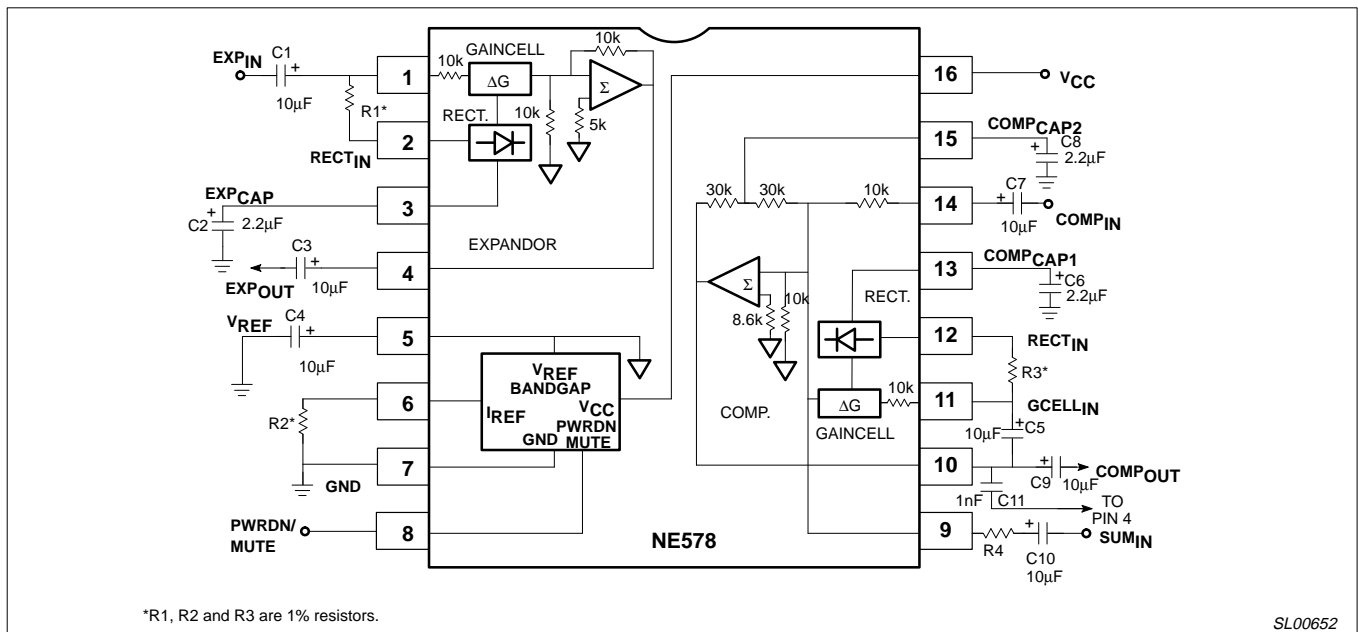 EXPIN
C1
+
10µF
R1*
RECTIN
1
2
10k
GAINCELL
ΔG
RECT.
10k
10k
Σ
5k
EXPCAP
+
C2
2.2µF
3
EXPANDOR
C3
+
EXPOUT
10µF
4
VREF
C4
+
10µF
5
VREF
BANDGAP
IREF
VCC
PWRDN
GND
MUTE
6
R2*
7
GND
PWRDN/
MUTE
8
16
VCC
15
COMPCAP2
+
C8
2.2µF
30k
30k
10k
14
+
C7
10µF
COMPIN
13
COMPCAP1
+
C6
2.2µF
Σ
8.6k
10k
RECT.
12
RECTIN
R3*
10k
ΔG
GAINCELL
COMP.
11
GCELLIN
+
10µF
C5
10
+
C9
10µF
COMPOUT
1nF
C11
TO
PIN 4
9
R4
+
C10
10µF
SUMIN
NE578
*R1, R2 and R3 are 1% resistors.
SL00652